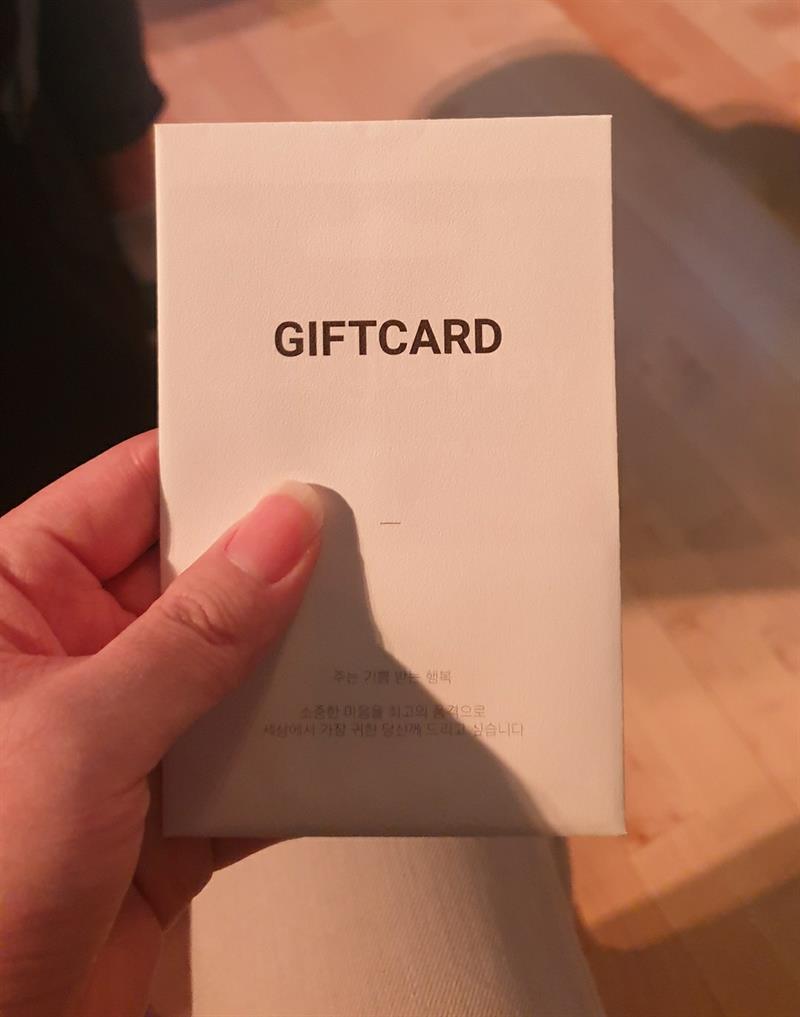 GIFTCARD
주는 기쁨 받는 행복
소중한 마음을 최고의 품격으로
세상에서 가장 귀한 당신께 드리고 싶습니다